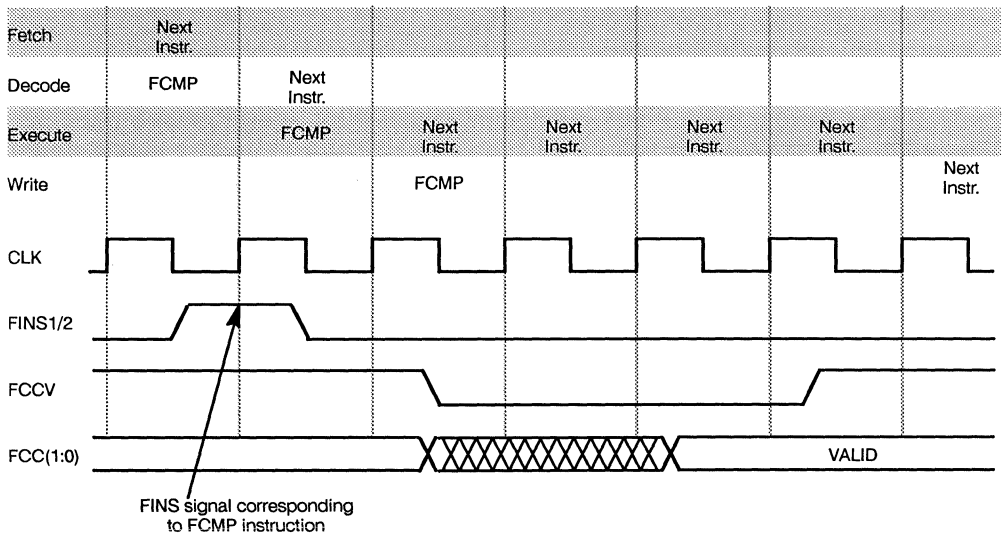 Fetch
Next
Instr.
Decode
FCMP
Next
Instr.
Execute
FCMP
Next
Instr.
Next
Instr.
Next
Instr.
Next
Instr.
Write
FCMP
Next
Instr.
CLK
FINS1/2
FCCV
FCC(1:0)
VALID
FINS signal corresponding
to FCMP instruction